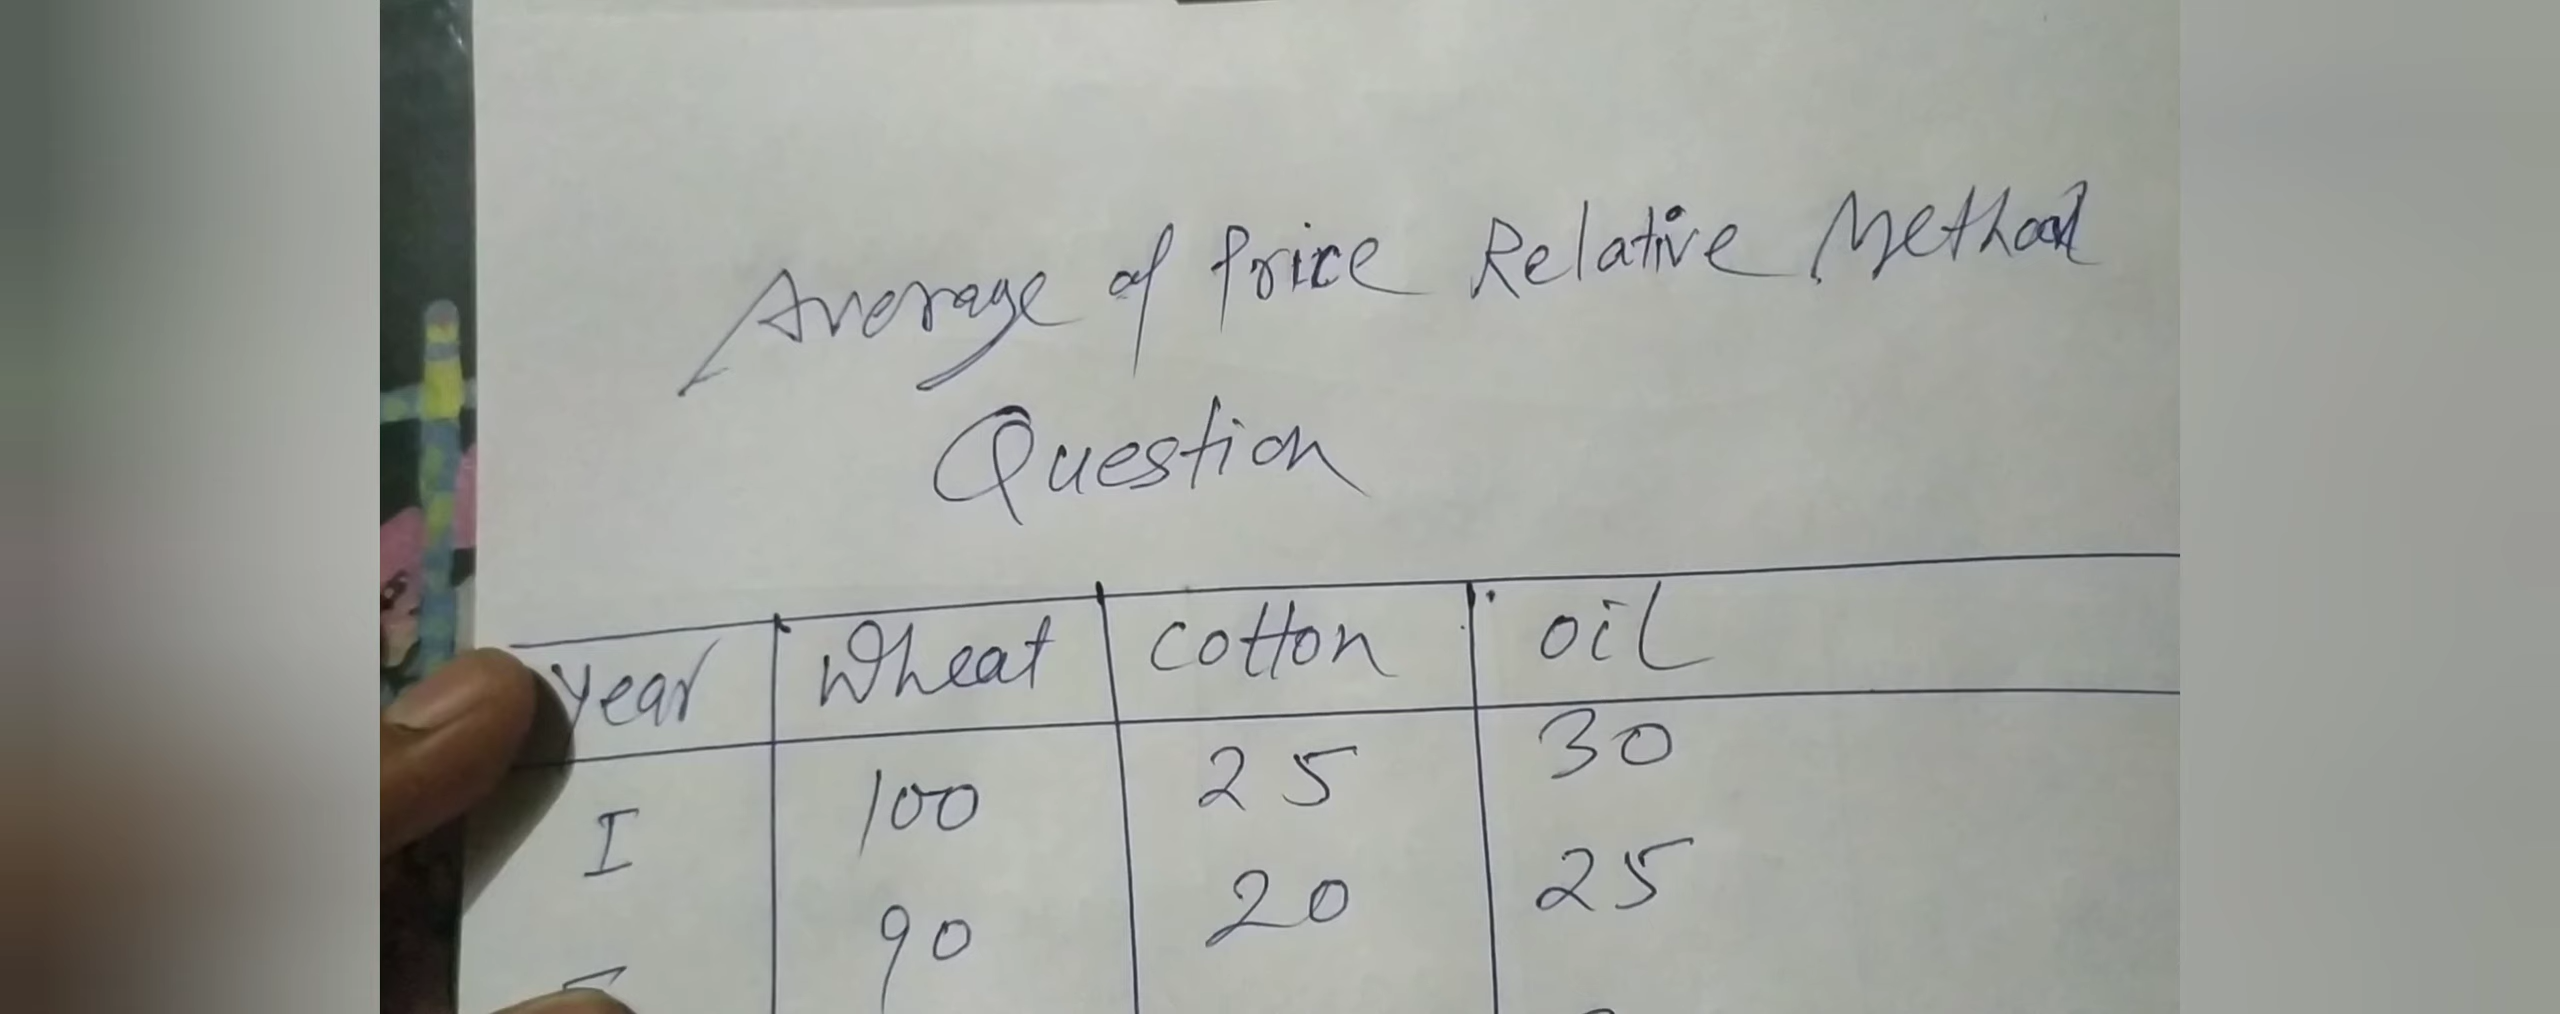 Average of Price Relative Method
Question
Year Wheat Cotton oil
I 100 25 30
90 20 25